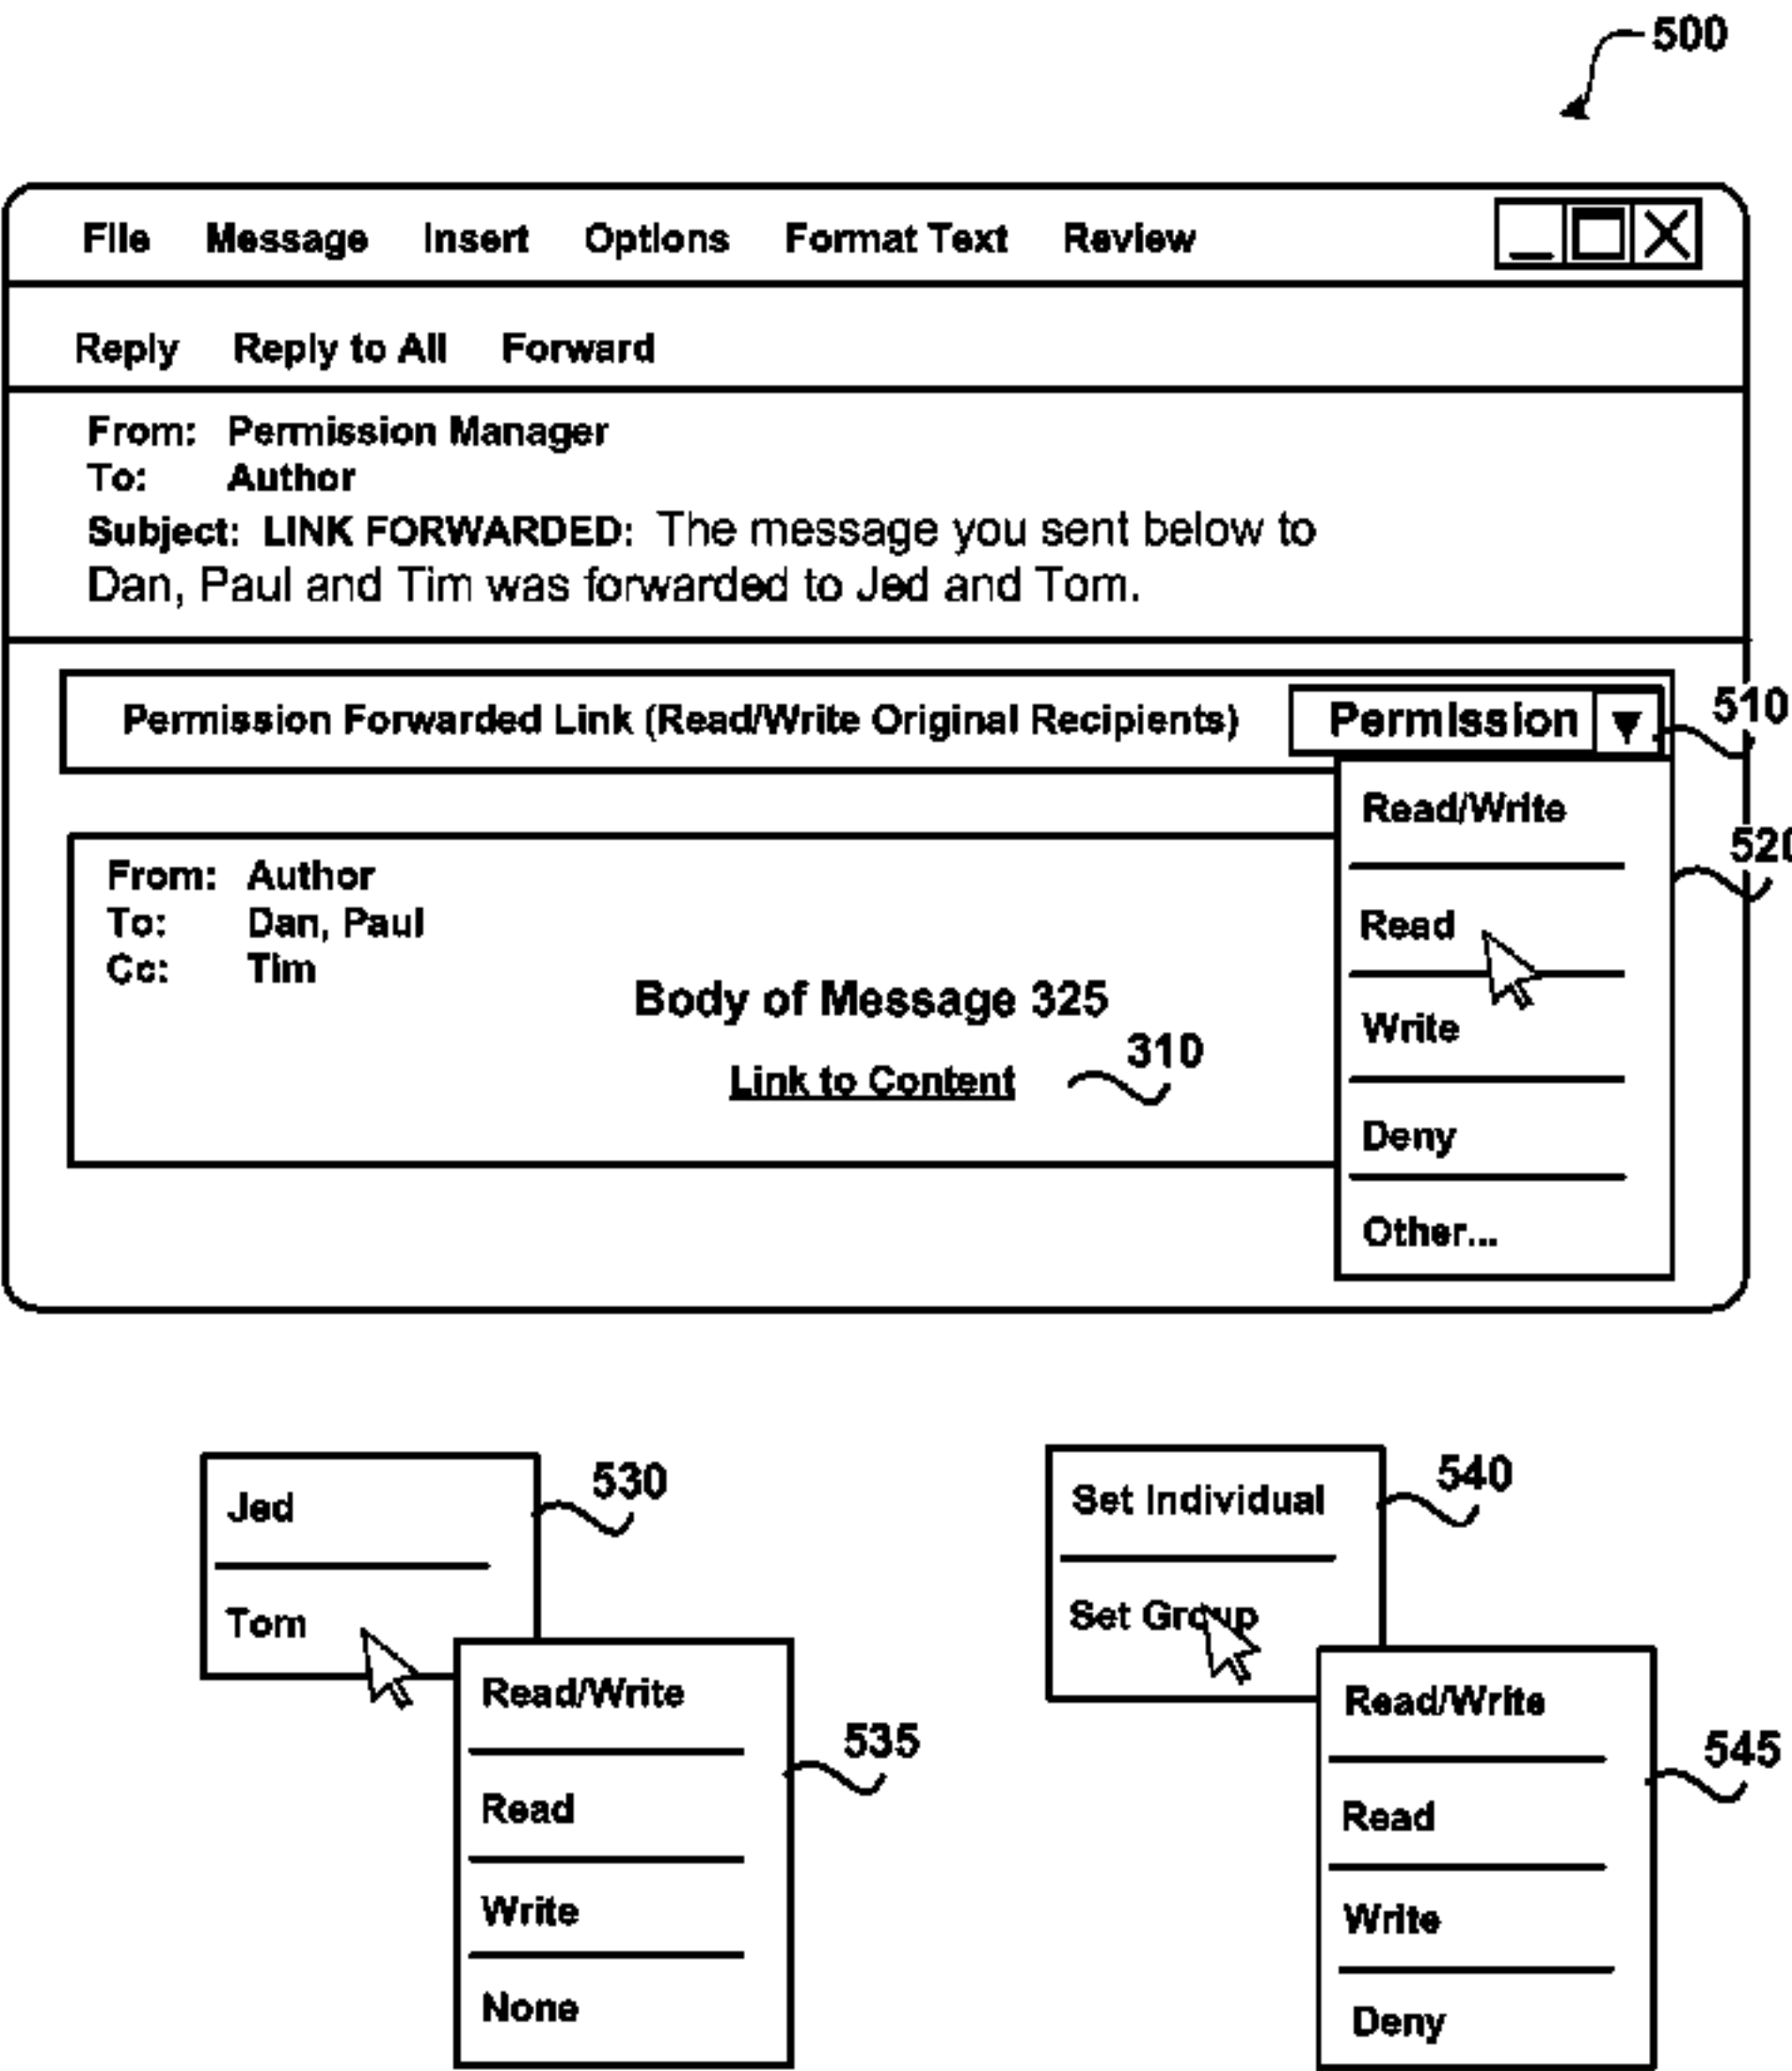 500
File Message Insert Options Format Text Review
Reply Reply to All Forward
From: Permission Manager
To: Author
Subject: LINK FORWARDED: The message you sent below to
Dan, Paul and Tim was forwarded to Jed and Tom.
Permission Forwarded Link (Read/Write Original Recipients) Permission 510
Read/Write
520
From: Author
To: Dan, Paul
Cc: Tim
Read
Body of Message 325
Write
310
Link to Content
Deny
Other...
530
Jed
Tom
540
Set Individual
Set Group
Read/Write
535
Read
Write
None
Read/Write
545
Read
Write
Deny